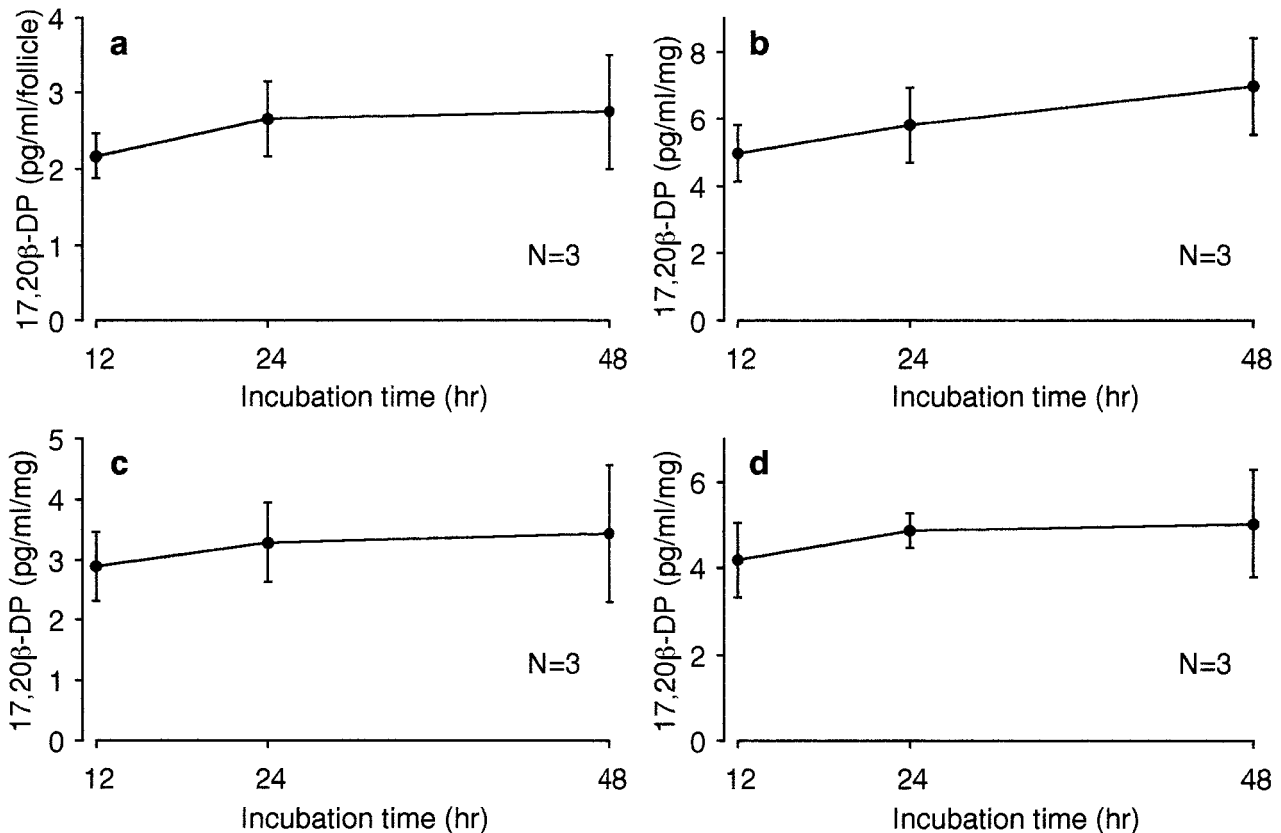 a
17,20β-DP (pg/ml/follicle)
4
3
2
1
0
N=3
12 24 48
Incubation time (hr)
b
17,20β-DP (pg/ml/mg)
8
6
4
2
0
N=3
12 24 48
Incubation time (hr)
c
17,20β-DP (pg/ml/mg)
5
4
3
2
1
0
N=3
12 24 48
Incubation time (hr)
d
17,20β-DP (pg/ml/mg)
6
4
2
0
N=3
12 24 48
Incubation time (hr)